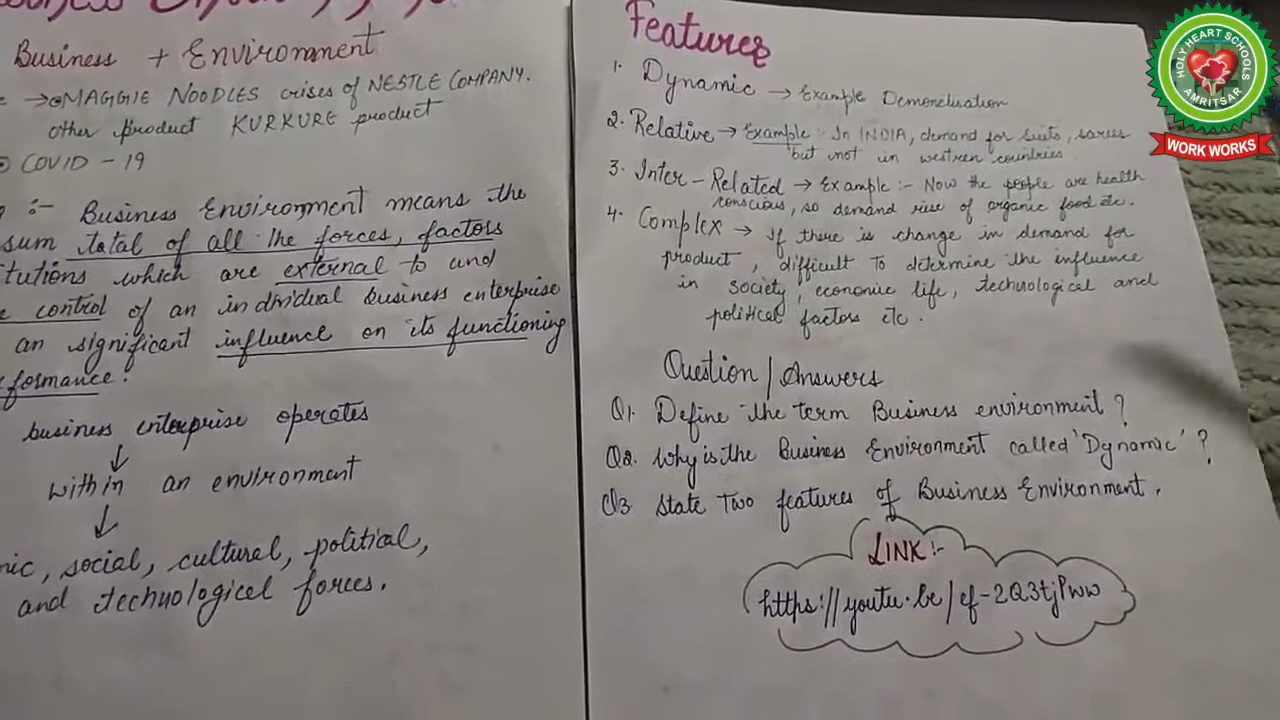 Business + Environment
→ MAGGIE NOODLES crises of NESTLE COMPANY.
other product KURKURE product
COVID - 19
:- Business Environment means the
sum total of all the forces, factors
itutions which are external to and
control of an individual business enterprise
an significant influence on its functioning
formance.
business enterprise operates
↓
within an environment
↓
nic, social, cultural, political,
and technological forces.
Features
1. Dynamic → Example Demonetisation
2. Relative → Example :- In INDIA, demand for suits, saries
but not in western countries.
3. Inter-Related → Example :- Now the people are health
conscious, so demand rise of organic food etc.
4. Complex → If there is change in demand for
product, difficult to determine the influence
in society, economic life, technological and
political factors etc.
Question / Answers
Q1. Define the term Business environment?
Q2. Why is the Business Environment called 'Dynamic'?
Q3 State Two features of Business Environment.
LINK:-
https://youtu.be/ef-2Q3tjPww
HOLY HEART SCHOOLS
AMRITSAR
WORK WORKS